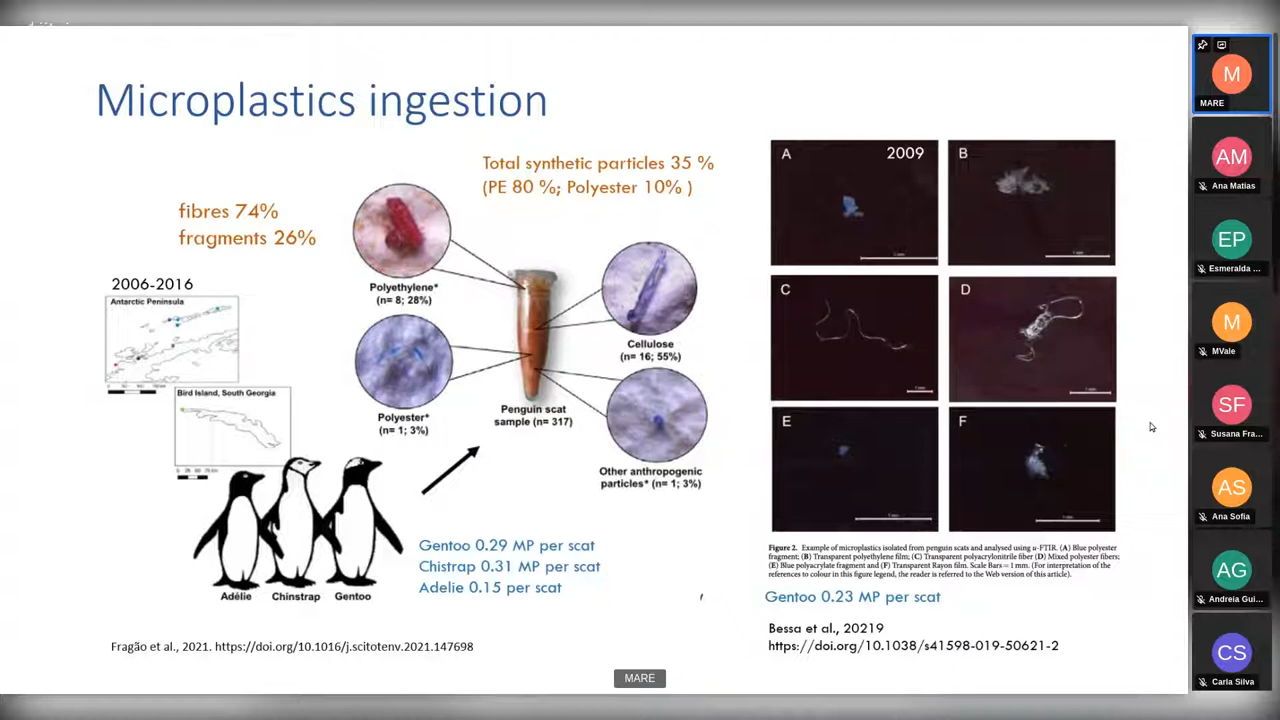 Microplastics ingestion
Total synthetic particles 35 %
(PE 80 %; Polyester 10% )
fibres 74%
fragments 26%
2006-2016
Antarctic Peninsula
Bird Island, South Georgia
Polyethylene*
(n= 8; 28%)
Polyester*
(n= 1; 3%)
Penguin scat
sample (n= 317)
Cellulose
(n= 16; 55%)
Other anthropogenic
particles* (n= 1; 3%)
Adélie
Chinstrap
Gentoo
Gentoo 0.29 MP per scat
Chistrap 0.31 MP per scat
Adelie 0.15 per scat
Fragão et al., 2021. https://doi.org/10.1016/j.scitotenv.2021.147698
A
2009
B
C
D
E
F
Figure 2. Example of microplastics isolated from penguin scats and analysed using µ-FTIR. (A) Blue polyester
fragment; (B) Transparent polyethylene film; (C) Transparent polyacrylonitrile fiber (D) Mixed polyester fibers;
(E) Blue polyacrylate fragment and (F) Transparent Rayon film. Scale Bars = 1 mm. (For interpretation of the
references to colour in this figure legend, the reader is referred to the Web version of this article).
Gentoo 0.23 MP per scat
Bessa et al., 20219
https://doi.org/10.1038/s41598-019-50621-2
MARE
M
MARE
AM
Ana Matias
EP
Esmeralda ...
M
MVale
SF
Susana Fra...
AS
Ana Sofia
AG
Andreia Gui...
CS
Carla Silva